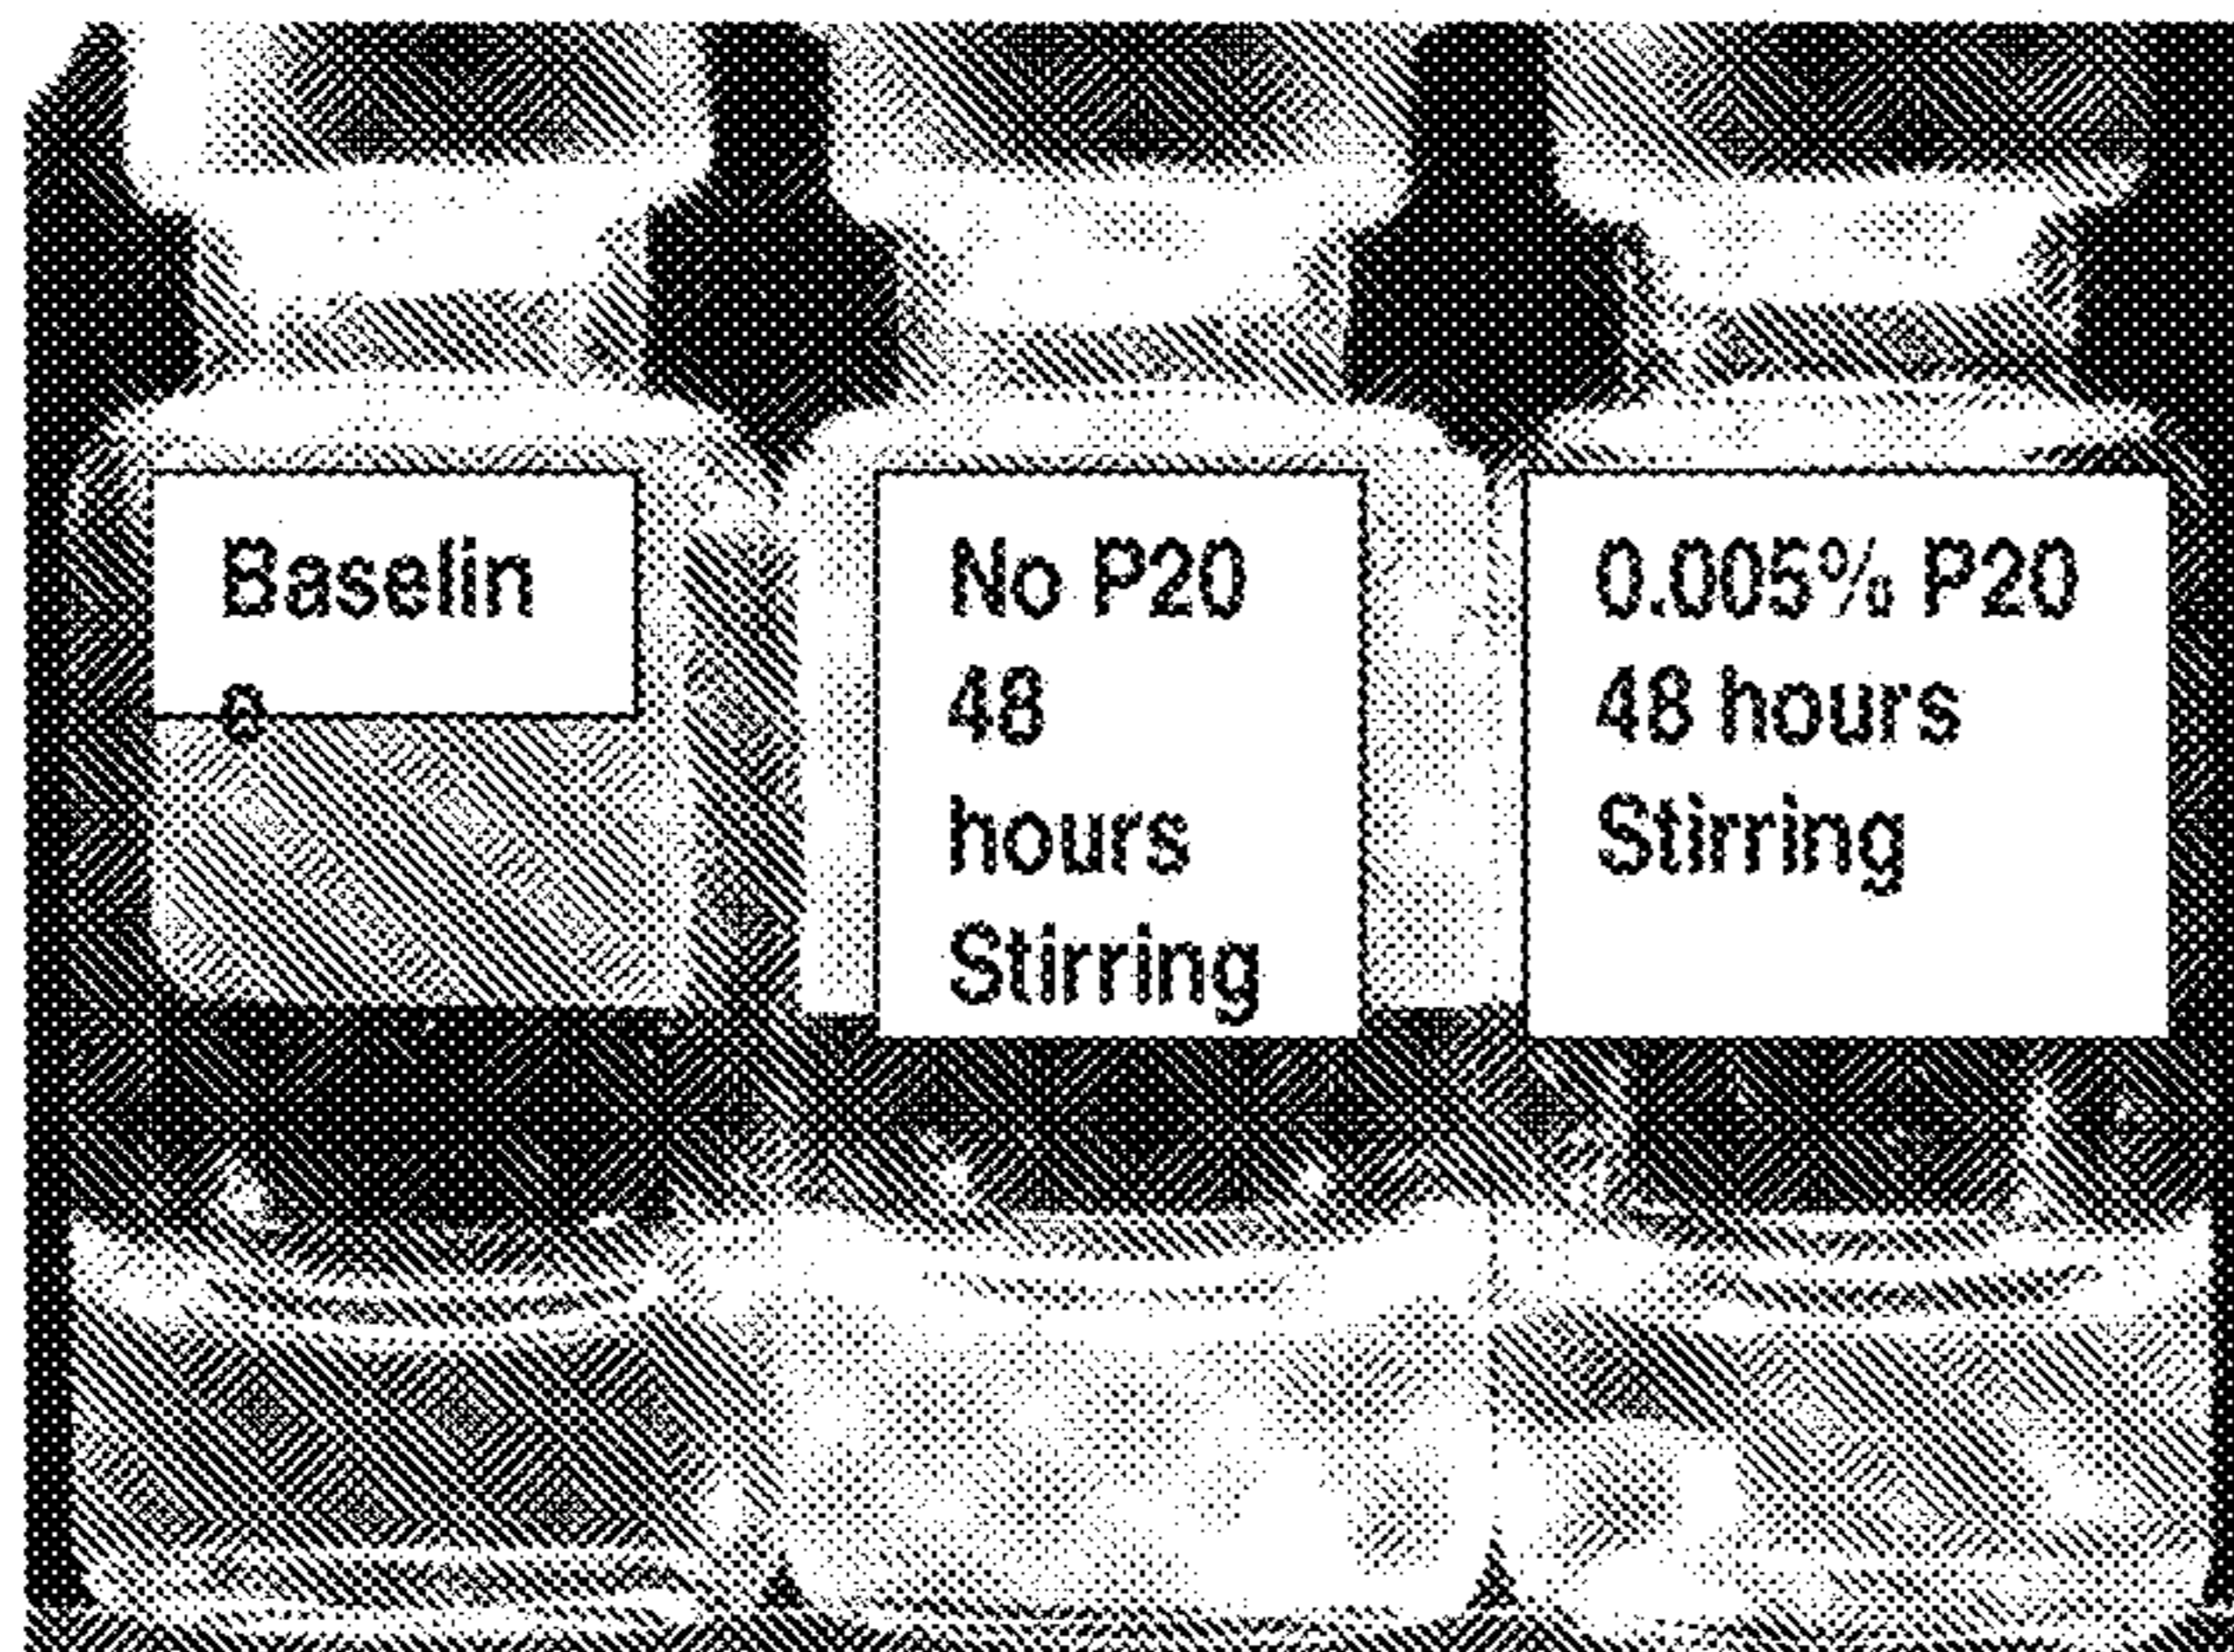 Baselin
e
No P20
48
hours
Stirring
0.005% P20
48 hours
Stirring